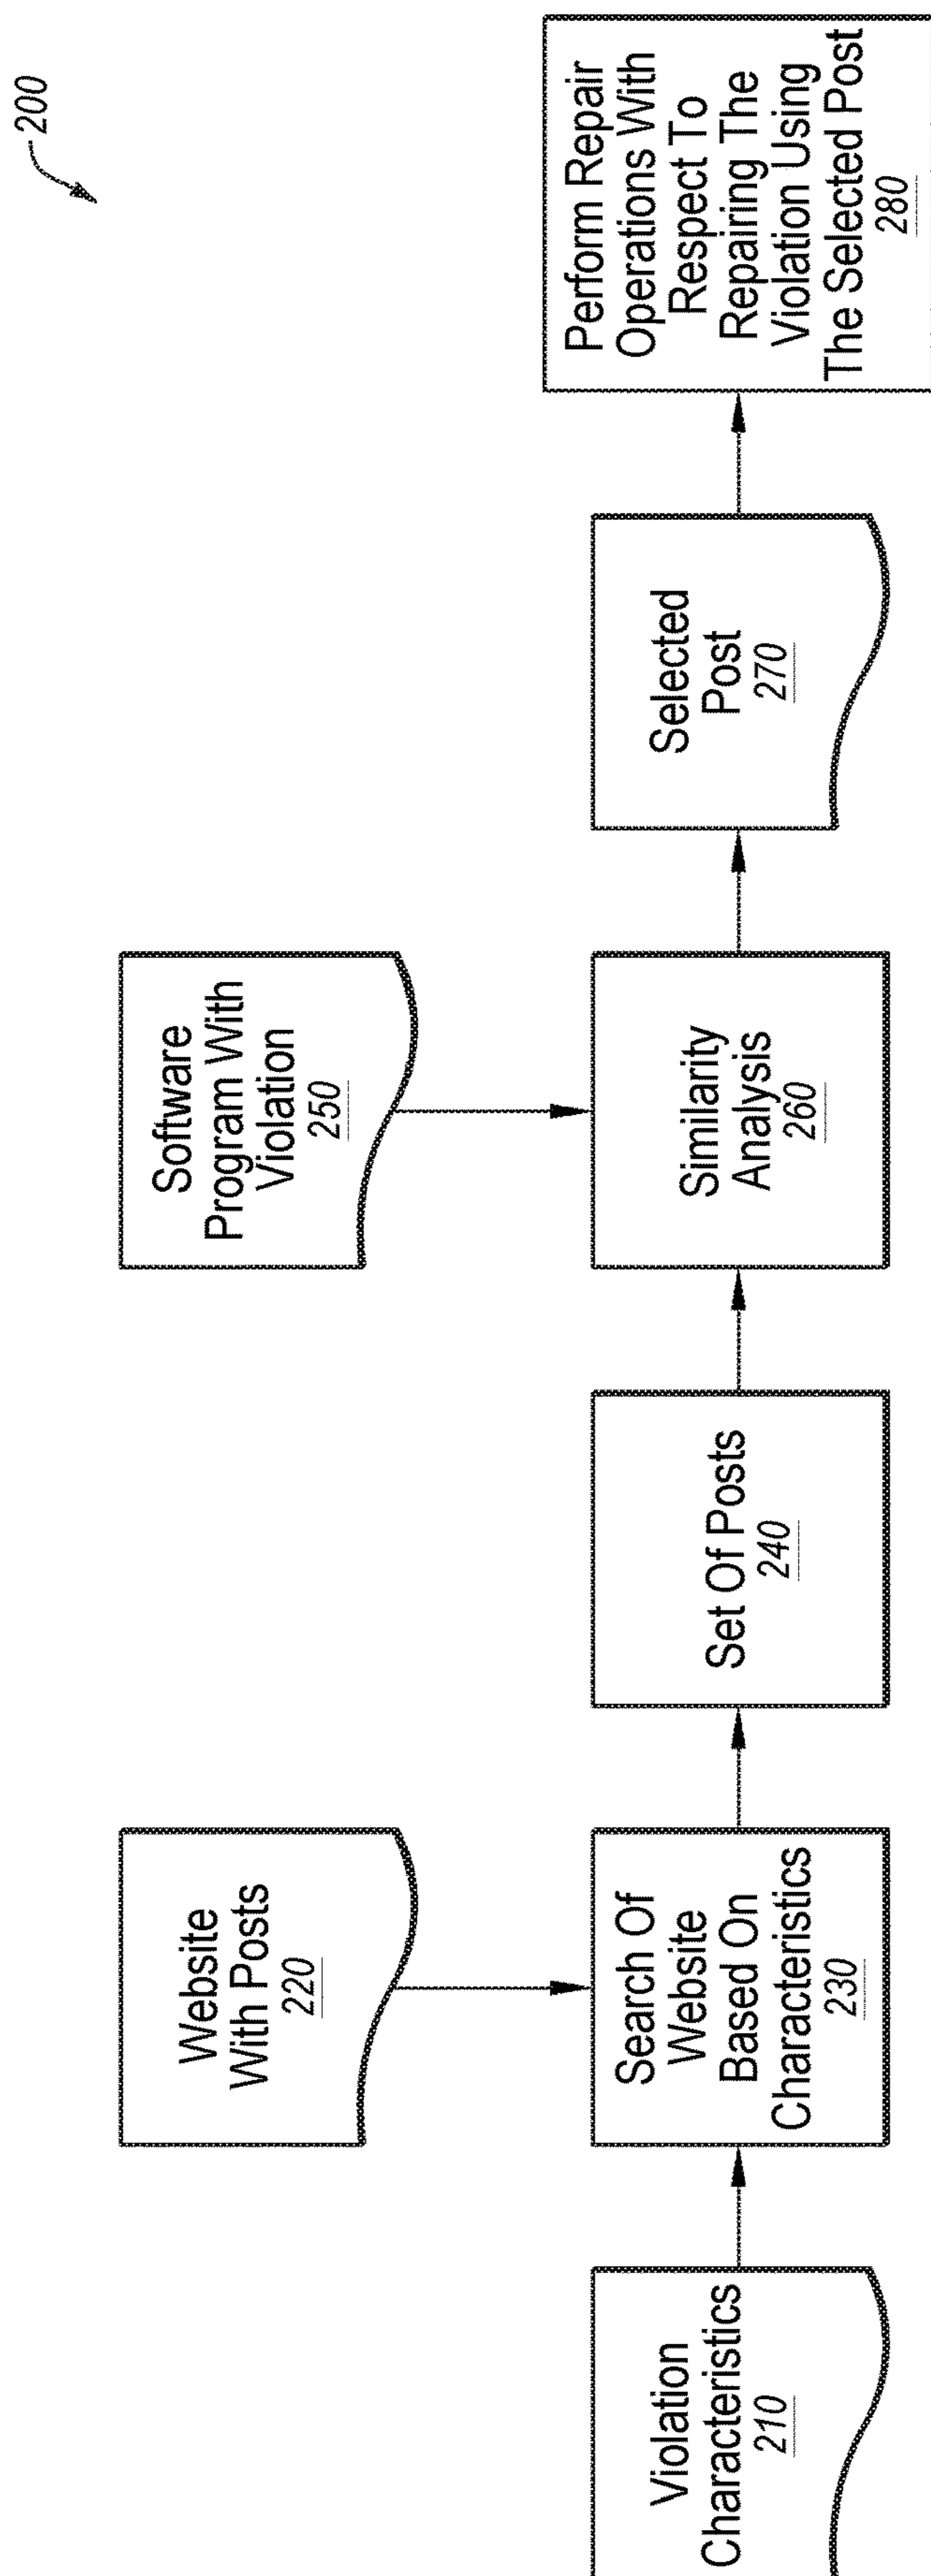 200
Website
With Posts
220
Software
Program With
Violation
250
Violation
Characteristics
210
Search Of
Website
Based On
Characteristics
230
Set Of Posts
240
Similarity
Analysis
260
Selected
Post
270
Perform Repair
Operations With
Respect To
Repairing The
Violation Using
The Selected Post
280